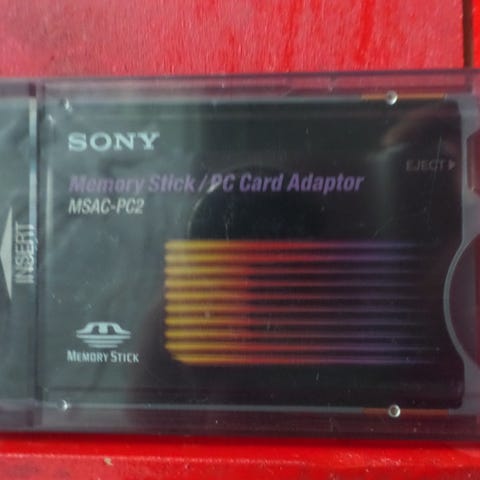 SONY
EJECT
Memory Stick / PC Card Adaptor
MSAC-PC2
INSERT
MEMORY STICK